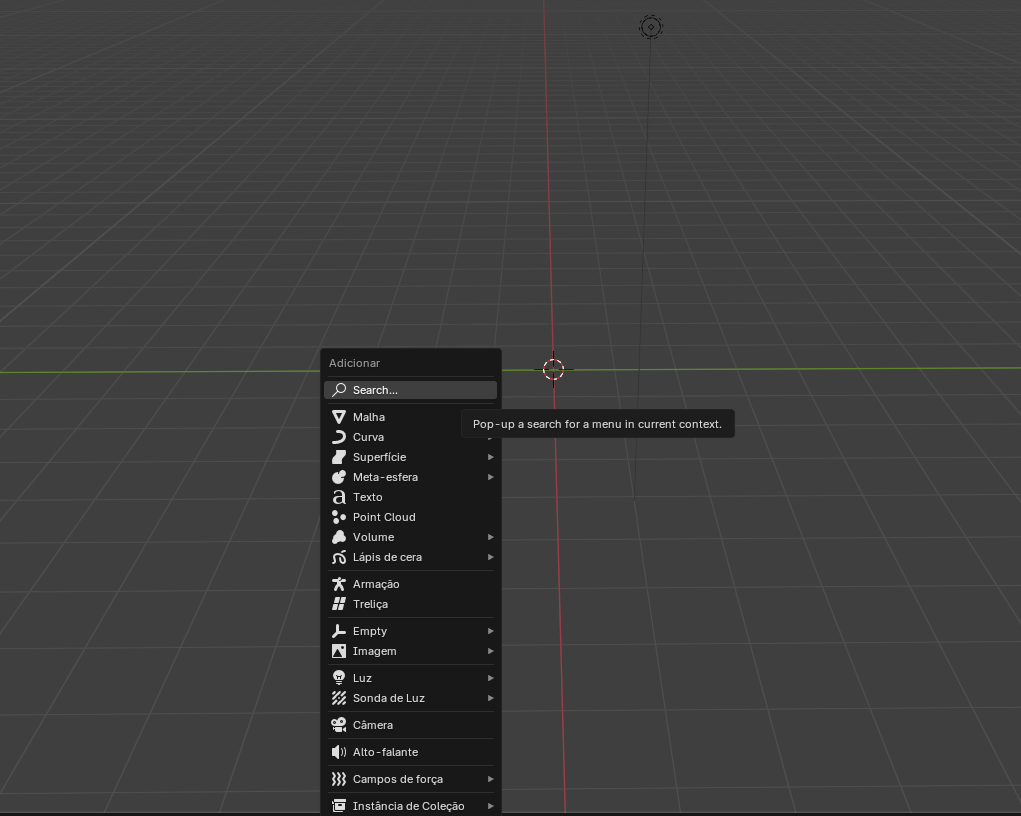 Adicionar
Search...
Malha
Pop-up a search for a menu in current context.
Curva
Superfície
Meta-esfera
Texto
Point Cloud
Volume
Lápis de cera
Armação
Treliça
Empty
Imagem
Luz
Sonda de Luz
Câmera
Alto-falante
Campos de força
Instância de Coleção